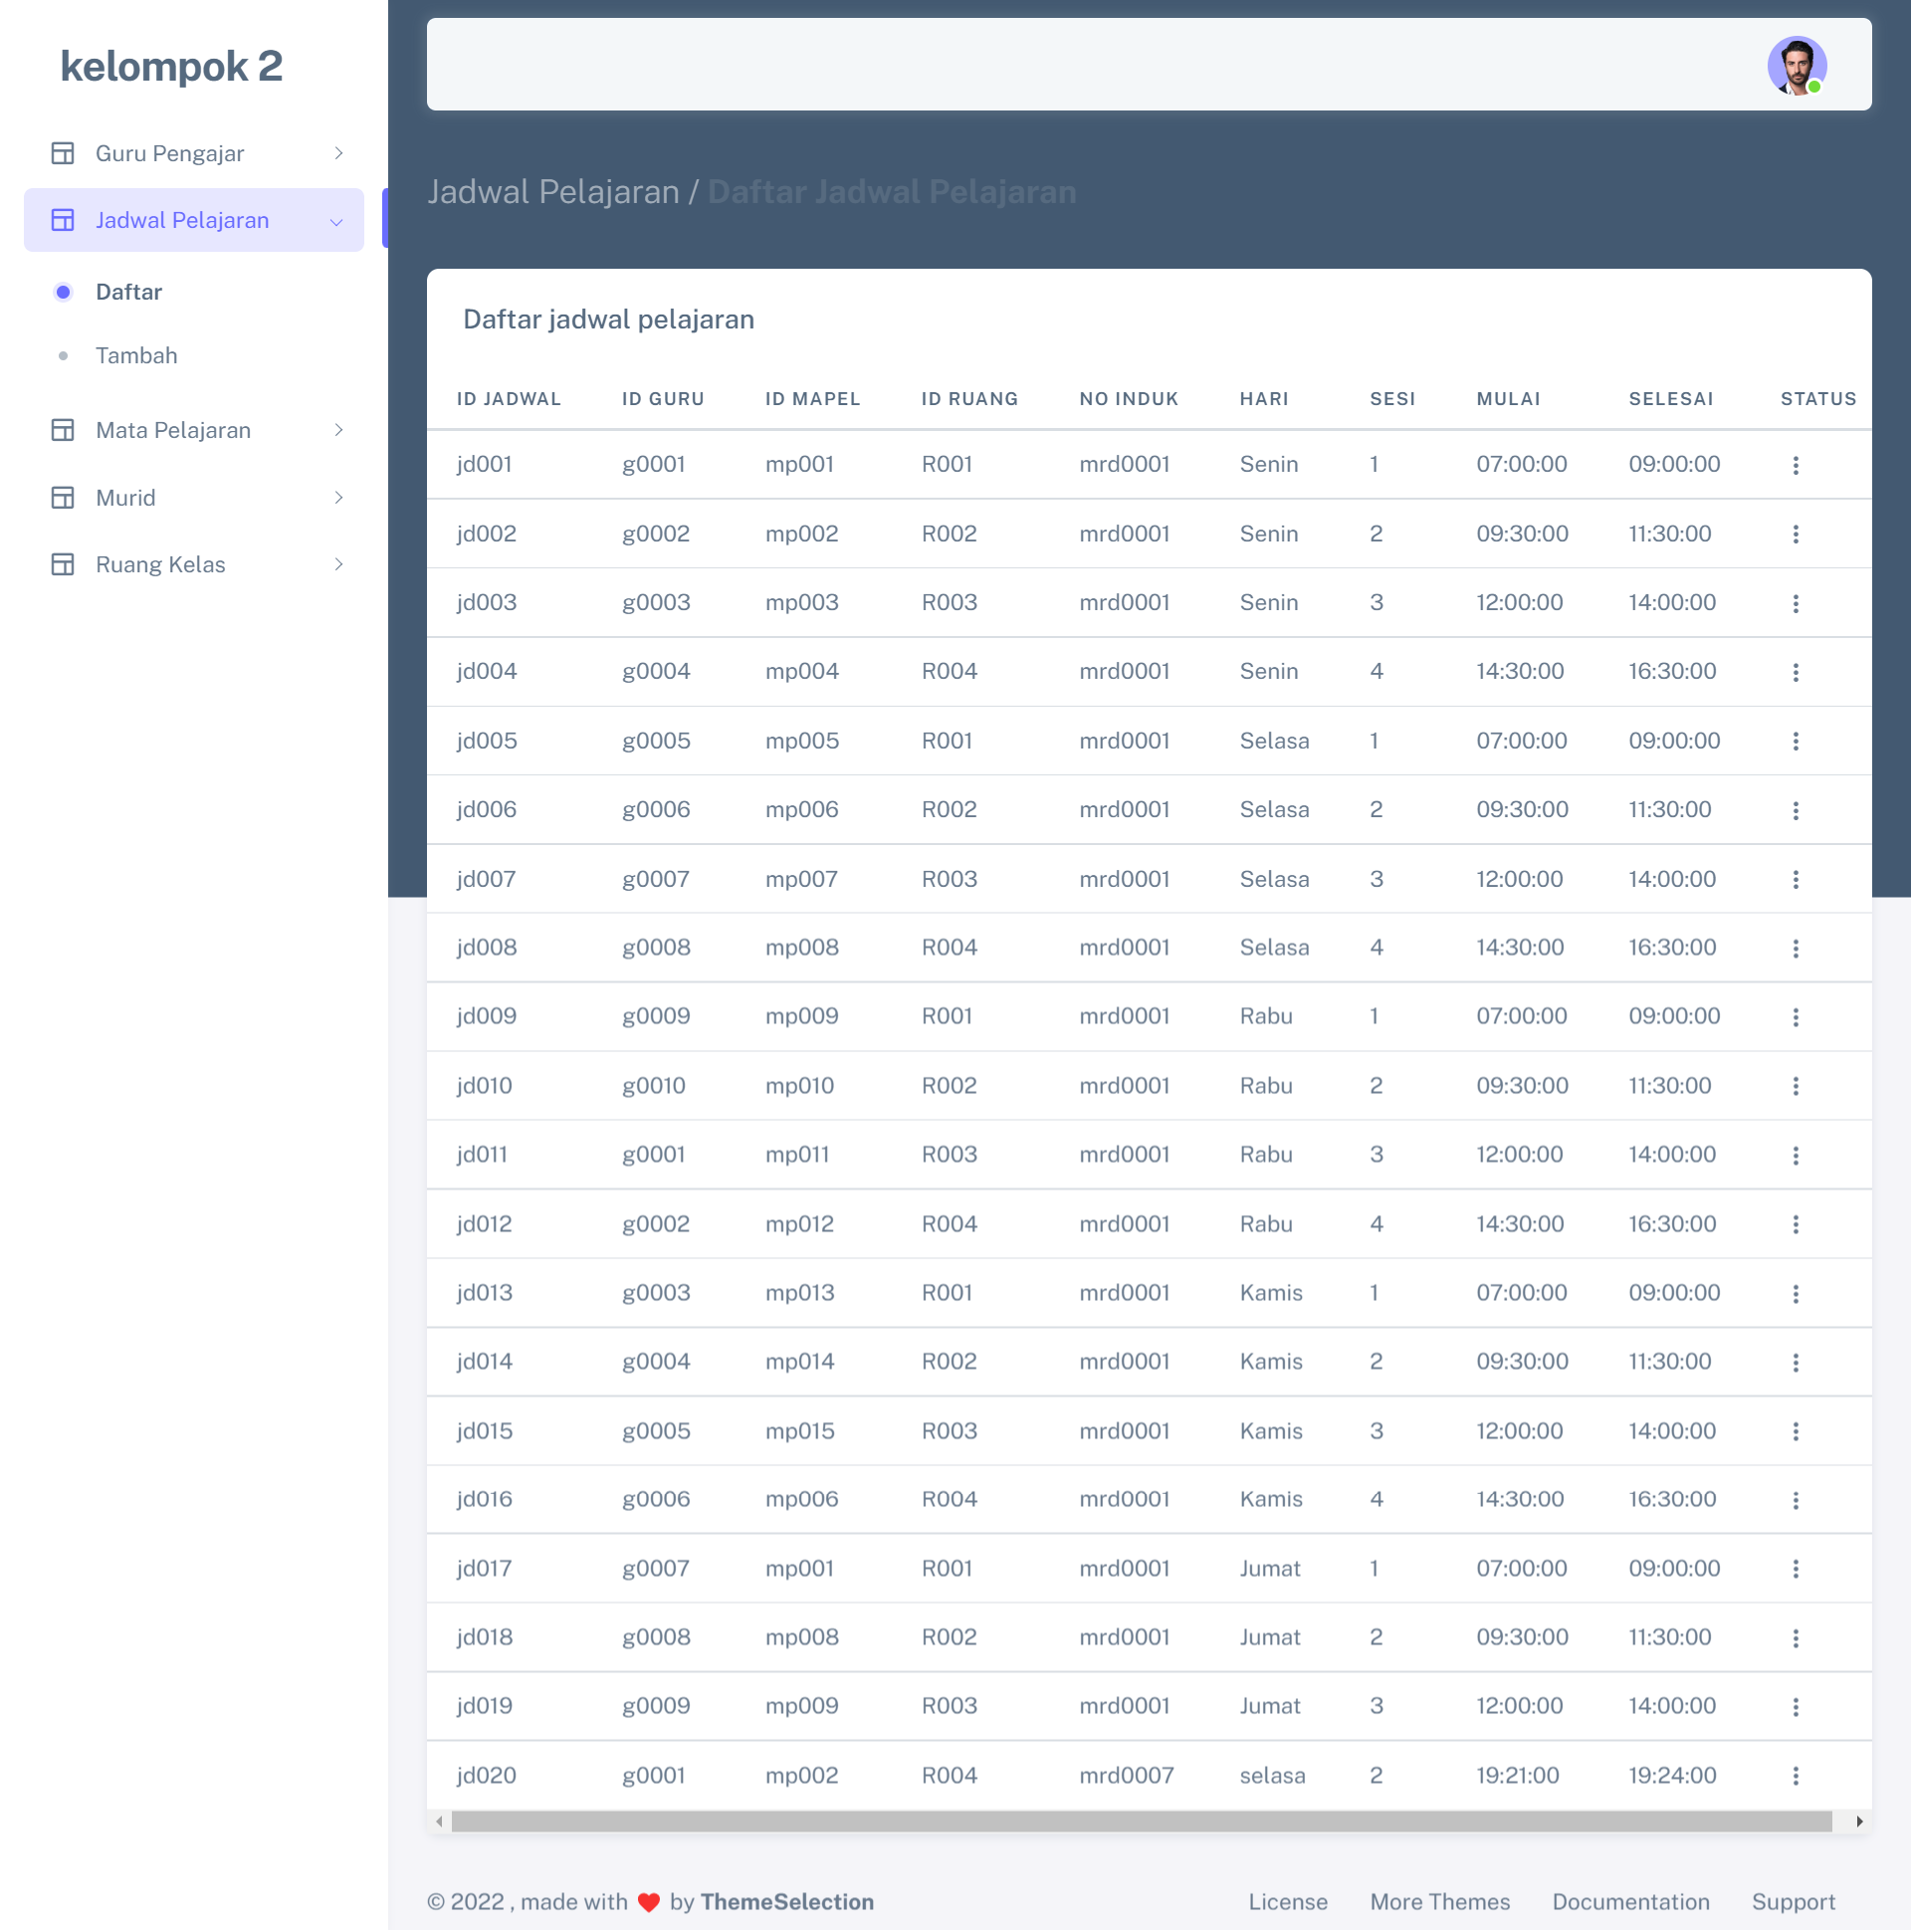 kelompok 2
Guru Pengajar
Jadwal Pelajaran
Daftar
Tambah
Mata Pelajaran
Murid
Ruang Kelas
Jadwal Pelajaran / Daftar Jadwal Pelajaran
Daftar jadwal pelajaran
ID JADWAL ID GURU ID MAPEL ID RUANG NO INDUK HARI SESI MULAI SELESAI STATUS
jd001 g0001 mp001 R001 mrd0001 Senin 1 07:00:00 09:00:00
jd002 g0002 mp002 R002 mrd0001 Senin 2 09:30:00 11:30:00
jd003 g0003 mp003 R003 mrd0001 Senin 3 12:00:00 14:00:00
jd004 g0004 mp004 R004 mrd0001 Senin 4 14:30:00 16:30:00
jd005 g0005 mp005 R001 mrd0001 Selasa 1 07:00:00 09:00:00
jd006 g0006 mp006 R002 mrd0001 Selasa 2 09:30:00 11:30:00
jd007 g0007 mp007 R003 mrd0001 Selasa 3 12:00:00 14:00:00
jd008 g0008 mp008 R004 mrd0001 Selasa 4 14:30:00 16:30:00
jd009 g0009 mp009 R001 mrd0001 Rabu 1 07:00:00 09:00:00
jd010 g0010 mp010 R002 mrd0001 Rabu 2 09:30:00 11:30:00
jd011 g0001 mp011 R003 mrd0001 Rabu 3 12:00:00 14:00:00
jd012 g0002 mp012 R004 mrd0001 Rabu 4 14:30:00 16:30:00
jd013 g0003 mp013 R001 mrd0001 Kamis 1 07:00:00 09:00:00
jd014 g0004 mp014 R002 mrd0001 Kamis 2 09:30:00 11:30:00
jd015 g0005 mp015 R003 mrd0001 Kamis 3 12:00:00 14:00:00
jd016 g0006 mp006 R004 mrd0001 Kamis 4 14:30:00 16:30:00
jd017 g0007 mp001 R001 mrd0001 Jumat 1 07:00:00 09:00:00
jd018 g0008 mp008 R002 mrd0001 Jumat 2 09:30:00 11:30:00
jd019 g0009 mp009 R003 mrd0001 Jumat 3 12:00:00 14:00:00
jd020 g0001 mp002 R004 mrd0007 selasa 2 19:21:00 19:24:00
© 2022 , made with ❤️ by ThemeSelection License More Themes Documentation Support